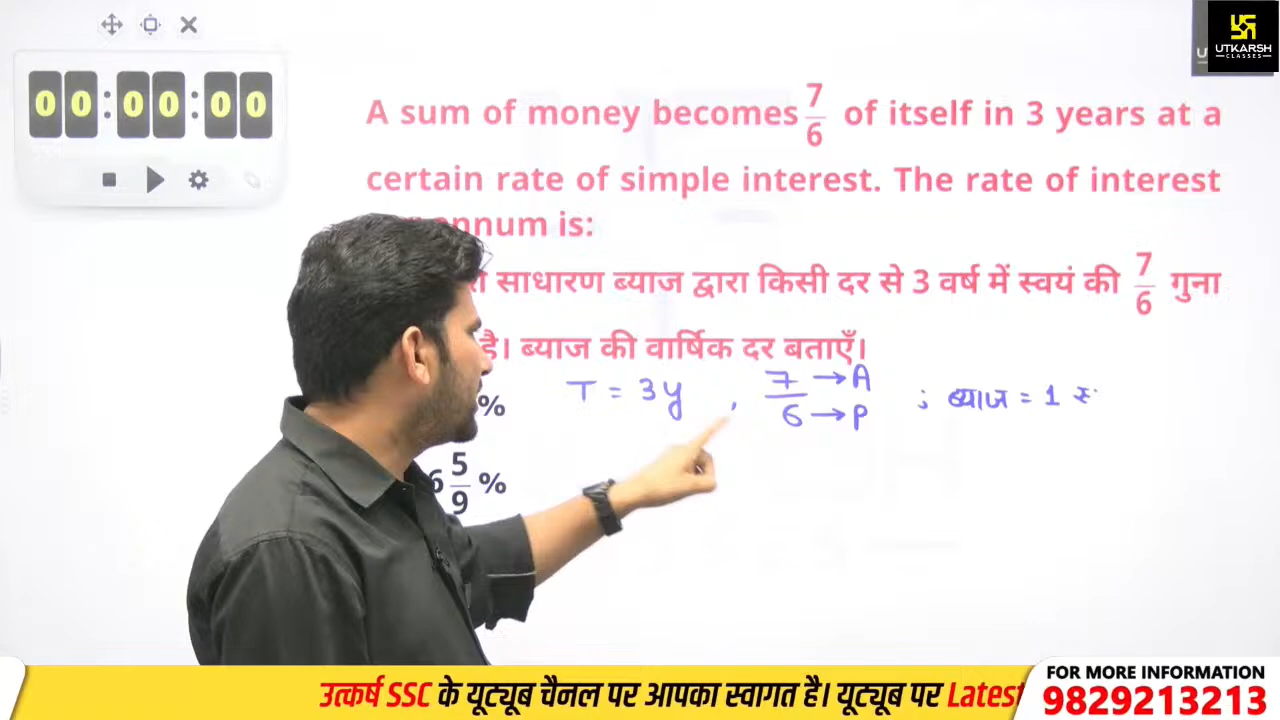 00:00:00
UTKARSH
CLASSES
A sum of money becomes 7/6 of itself in 3 years at a
certain rate of simple interest. The rate of interest
annum is:
साधारण ब्याज द्वारा किसी दर से 3 वर्ष में स्वयं की 7/6 गुना
है। ब्याज की वार्षिक दर बताएँ।
T = 3y , 7 → A ; ब्याज = 1 रु.
6 → P
%
6 5/9 %
उत्कर्ष SSC के यूट्यूब चैनल पर आपका स्वागत है। यूट्यूब पर Latest
FOR MORE INFORMATION
9829213213